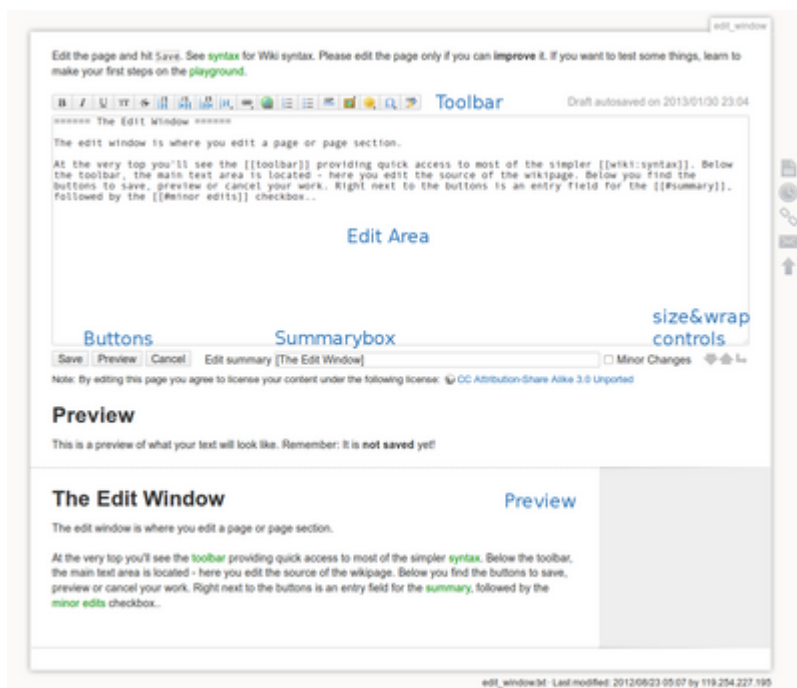 edit_window
Edit the page and hit Save. See syntax for Wiki syntax. Please edit the page only if you can improve it. If you want to test some things, learn to
make your first steps on the playground.
Toolbar
Draft autosaved on 2013/01/30 23:04
====== The Edit Window ======
The edit window is where you edit a page or page section.
At the very top you'll see the [[toolbar]] providing quick access to most of the simpler [[wiki:syntax]]. Below
the toolbar, the main text area is located - here you edit the source of the wikipage. Below you find the
buttons to save, preview or cancel your work. Right next to the buttons is an entry field for the [[#summary]],
followed by the [[#minor edits]] checkbox..
Edit Area
size&wrap
Buttons Summarybox controls
Save Preview Cancel Edit summary [The Edit Window] Minor Changes
Note: By editing this page you agree to license your content under the following license: CC Attribution-Share Alike 3.0 Unported
Preview
This is a preview of what your text will look like. Remember: It is not saved yet!
The Edit Window
Preview
The edit window is where you edit a page or page section.
At the very top you'll see the toolbar providing quick access to most of the simpler syntax. Below the toolbar,
the main text area is located - here you edit the source of the wikipage. Below you find the buttons to save,
preview or cancel your work. Right next to the buttons is an entry field for the summary, followed by the
minor edits checkbox..
edit_window.txt · Last modified: 2012/08/23 05:07 by 119.254.227.195